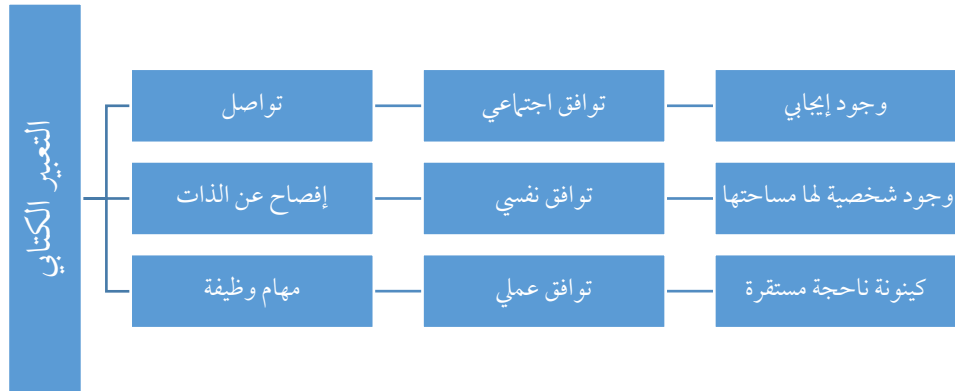 التعبير الكتابي
تواصل
توافق اجتماعي
وجود إيجابي
إفصاح عن الذات
توافق نفسي
وجود شخصية لها مساحتها
مهام وظيفة
توافق عملي
كينونة ناحجة مستقرة